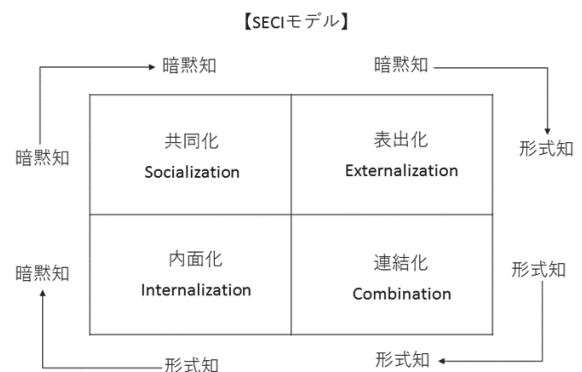 【SECIモデル】
暗黙知
暗黙知
暗黙知
形式知
共同化
Socialization
表出化
Externalization
内面化
Internalization
連結化
Combination
暗黙知
形式知
形式知
形式知